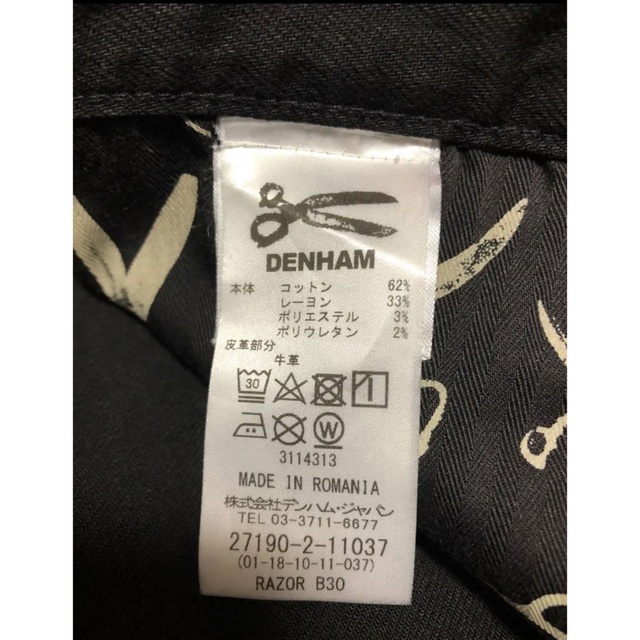 DENHAM
本体 コットン 62%
レーヨン 33%
ポリエステル 3%
ポリウレタン 2%
皮革部分
牛革
30
W
3114313
MADE IN ROMANIA
株式会社デンハム・ジャパン
TEL 03-3711-6677
27190-2-11037
(01-18-10-11-037)
RAZOR B30